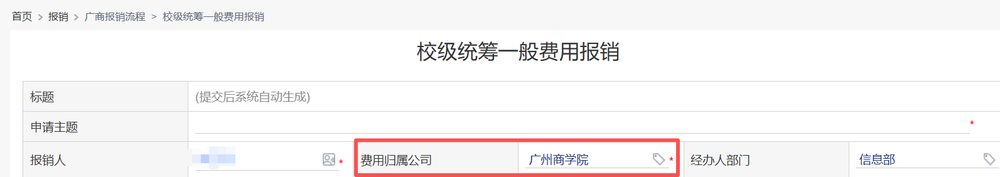 首页 > 报销 > 广商报销流程 > 校级统筹一般费用报销
校级统筹一般费用报销
标题 (提交后系统自动生成)
申请主题 *
报销人 * 费用归属公司 广州商学院 * 经办人部门 信息部